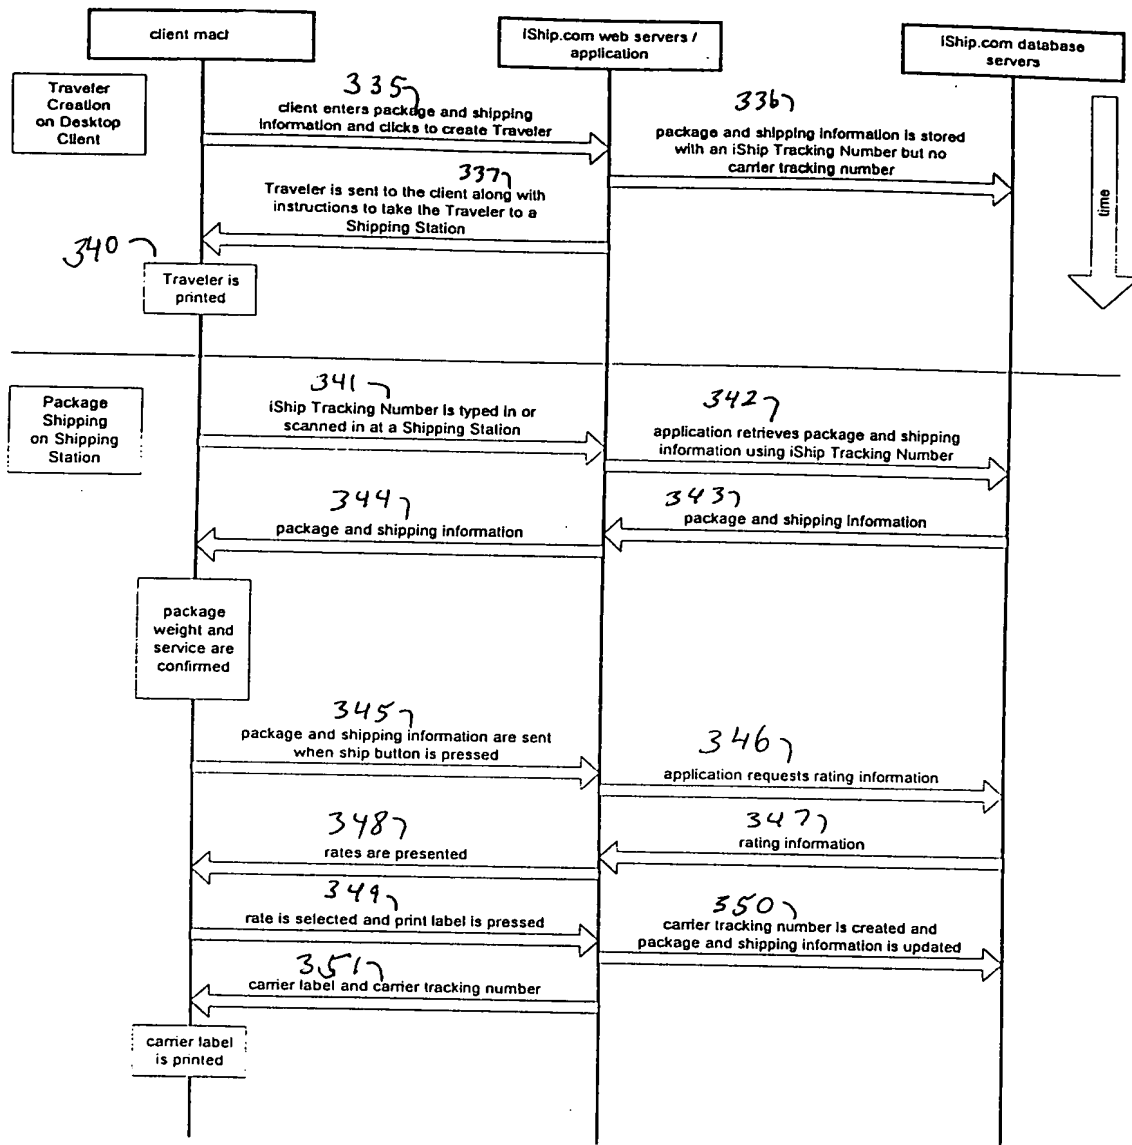 client macl
iShip.com web servers /
application
iShip.com database
servers
Traveler
Creation
on Desktop
Client
335
client enters package and shipping
information and clicks to create Traveler
336
package and shipping information is stored
with an iShip Tracking Number but no
carrier tracking number
time
337
Traveler is sent to the client along with
instructions to take the Traveler to a
Shipping Station
340
Traveler is
printed
Package
Shipping
on Shipping
Station
341
iShip Tracking Number is typed in or
scanned in at a Shipping Station
342
application retrieves package and shipping
information using iShip Tracking Number
343
package and shipping information
344
package and shipping information
package
weight and
service are
confirmed
345
package and shipping information are sent
when ship button is pressed
346
application requests rating information
347
rating information
348
rates are presented
349
rate is selected and print label is pressed
350
carrier tracking number is created and
package and shipping information is updated
351
carrier label and carrier tracking number
carrier label
is printed